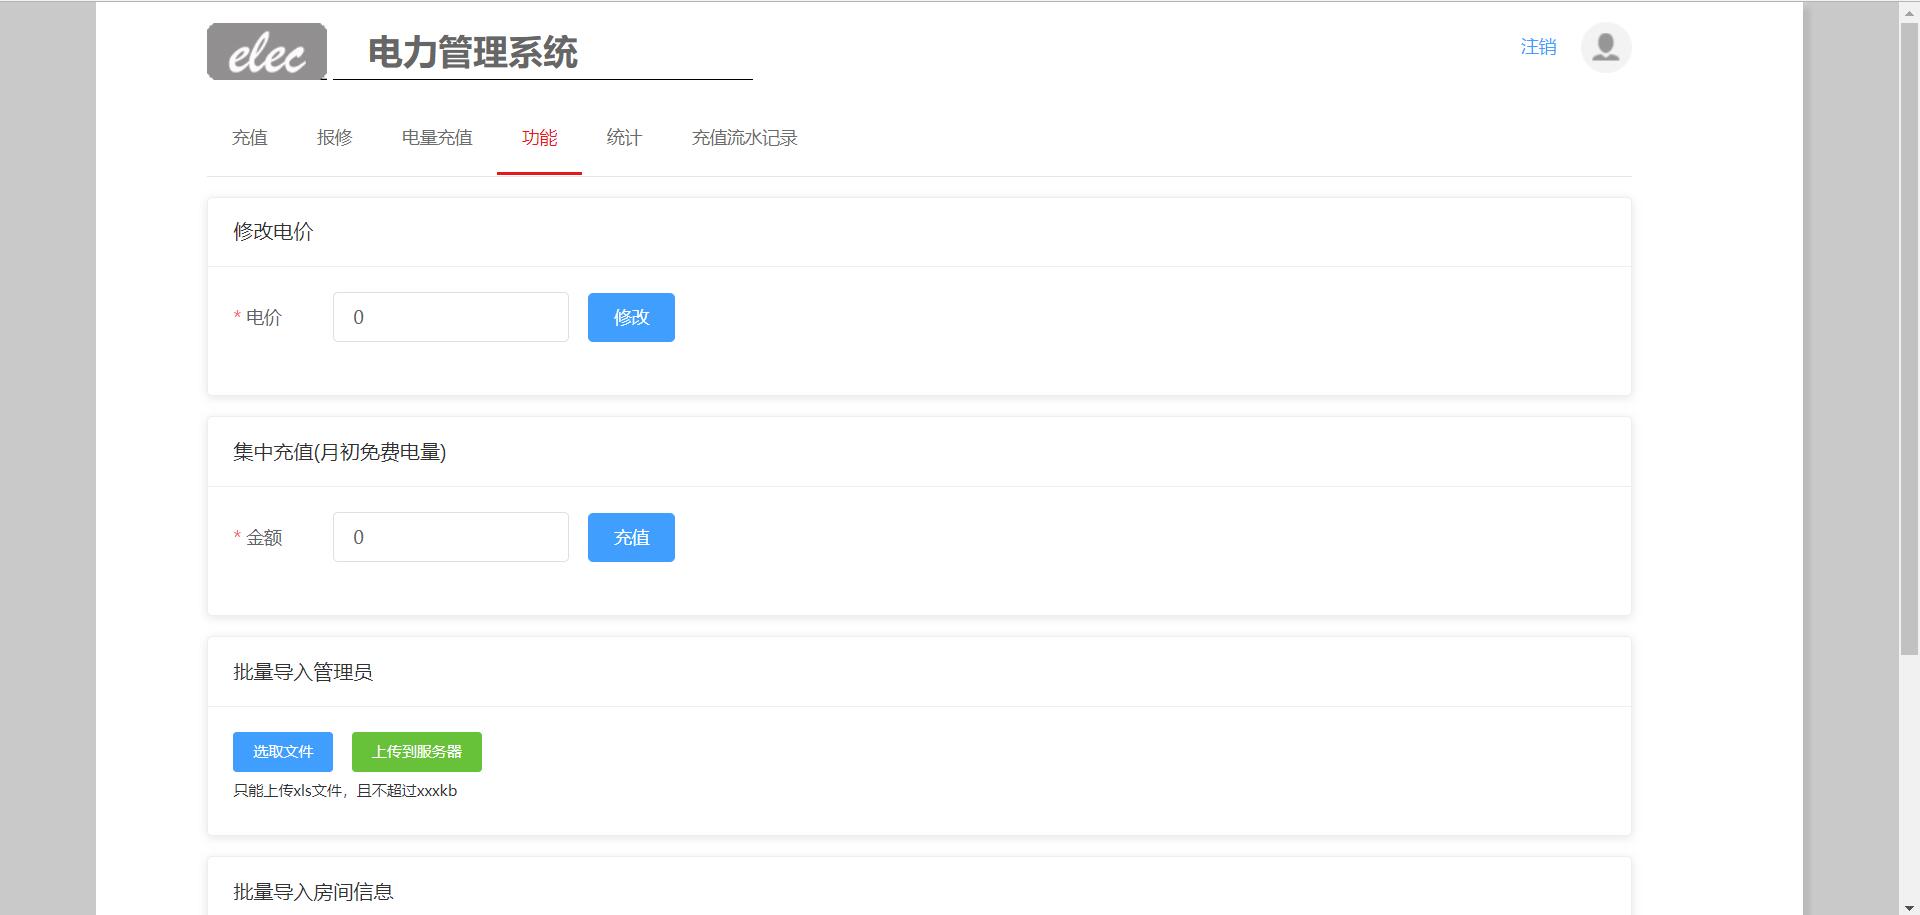 elec
电力管理系统
注销
充值 报修 电量充值 功能 统计 充值流水记录
修改电价
* 电价 0 修改
集中充值(月初免费电量)
* 金额 0 充值
批量导入管理员
选取文件 上传到服务器
只能上传xls文件，且不超过xxxkb
批量导入房间信息